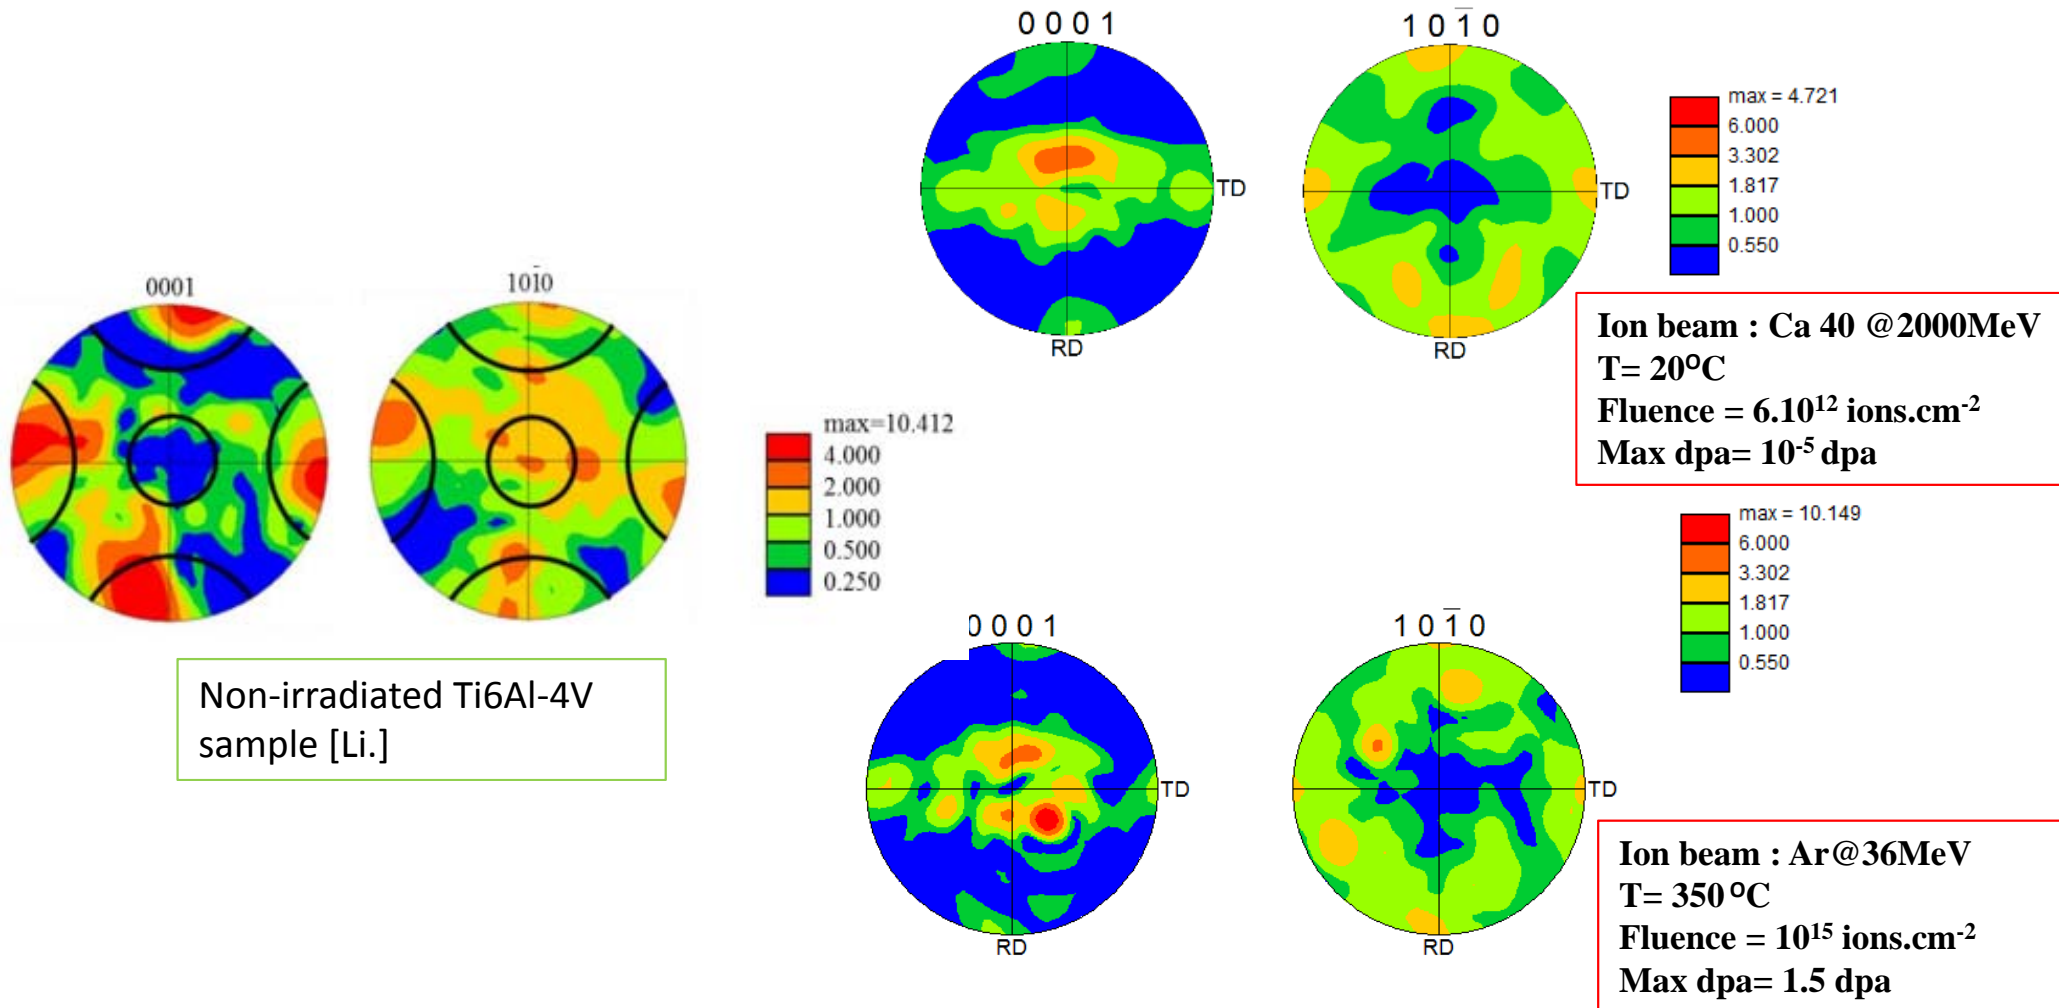 0001
101̅0
max=10.412
4.000
2.000
1.000
0.500
0.250
Non-irradiated Ti6Al-4V
sample [Li.]
0 0 0 1
TD
RD
1 0 1̅ 0
TD
RD
max = 4.721
6.000
3.302
1.817
1.000
0.550
Ion beam : Ca 40 @2000MeV
T= 20⁰C
Fluence = 6.10¹² ions.cm⁻²
Max dpa= 10⁻⁵ dpa
0 0 0 1
TD
RD
1 0 1̅ 0
TD
RD
max = 10.149
6.000
3.302
1.817
1.000
0.550
Ion beam : Ar@36MeV
T= 350 ⁰C
Fluence = 10¹⁵ ions.cm⁻²
Max dpa= 1.5 dpa